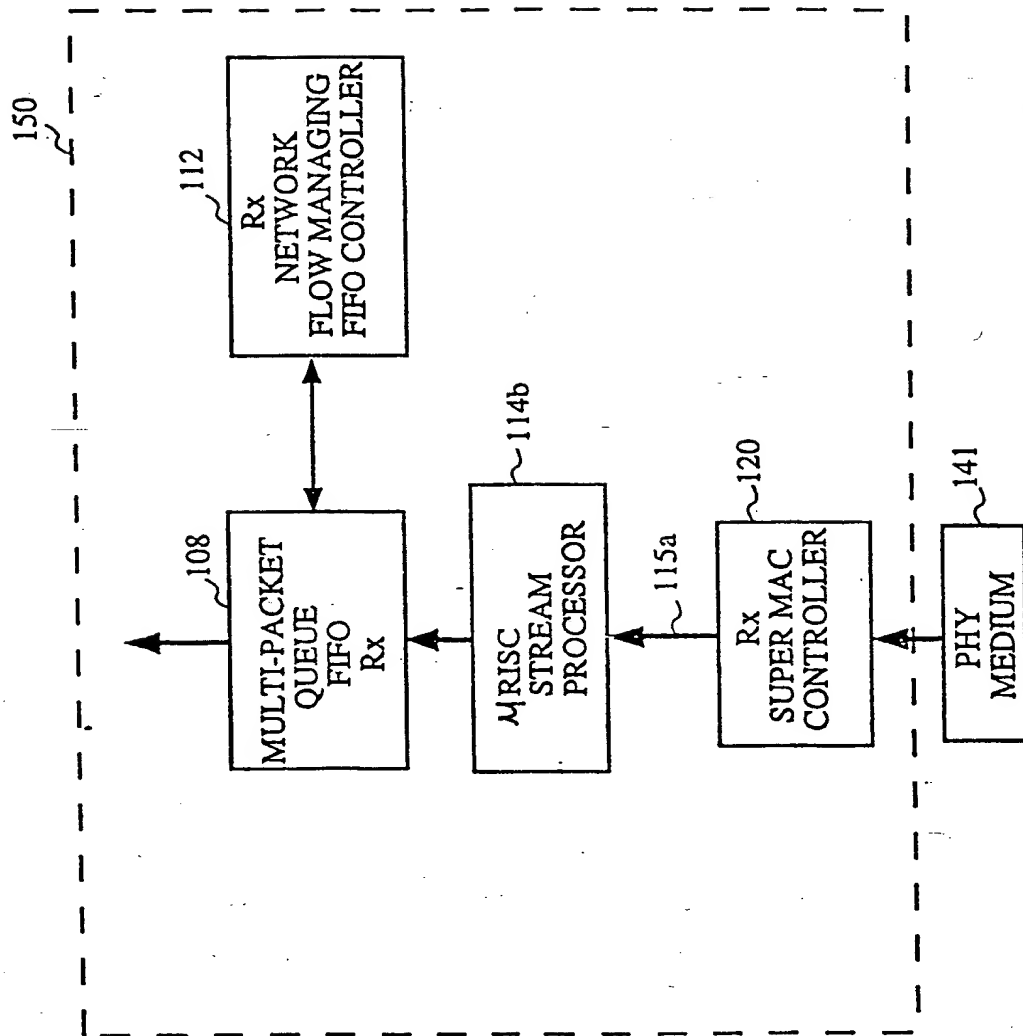 150
112
Rx
NETWORK
FLOW MANAGING
FIFO CONTROLLER
108
MULTI-PACKET
QUEUE
FIFO
Rx
114b
μRISC
STREAM
PROCESSOR
115a
120
Rx
SUPER MAC
CONTROLLER
141
PHY
MEDIUM